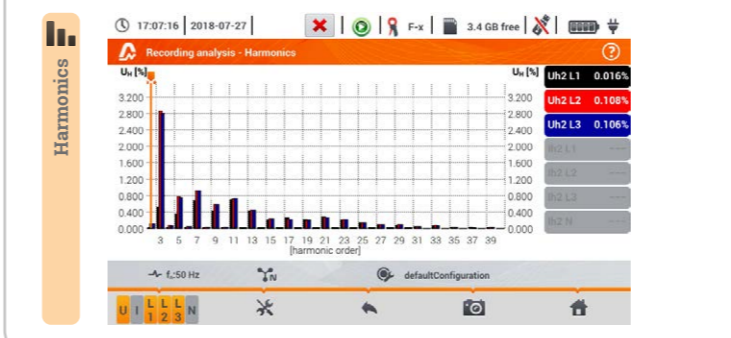 Harmonics
17:07:16 2018-07-27 F-x 3.4 GB free
Recording analysis - Harmonics
Uₕ [%] Uₕ [%]
3.200 3.200
2.800 2.800
2.400 2.400
2.000 2.000
1.600 1.600
1.200 1.200
0.800 0.800
0.400 0.400
0.000 0.000
3 5 7 9 11 13 15 17 19 21 23 25 27 29 31 33 35 37 39
[harmonic order]
Uh2 L1 0.016%
Uh2 L2 0.108%
Uh2 L3 0.106%
Ih2 L1 ---
Ih2 L2 ---
Ih2 L3 ---
Ih2 N ---
fₙ:50 Hz N defaultConfiguration
U I L1 L2 L3 N